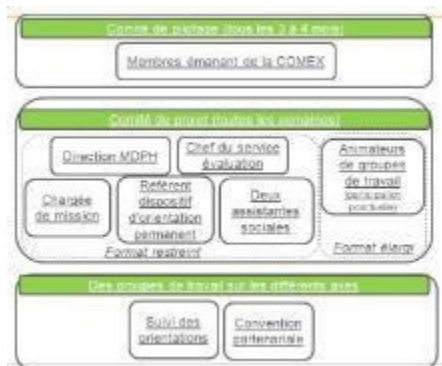 Comité de pilotage (tous les 3 à 4 mois)
Membres émanant de la COMEX
Comité de projet (toutes les semaines)
Direction MDPH
Chef du service
évaluation
Animateurs
de groupes
de travail
Chargée
de mission
Référent
dispositif
d'orientation
permanent
Deux
assistantes
sociales
Format restreint
Format élargi
Des groupes de travail sur les différents axes
Suivi des
orientations
Convention
partenariale